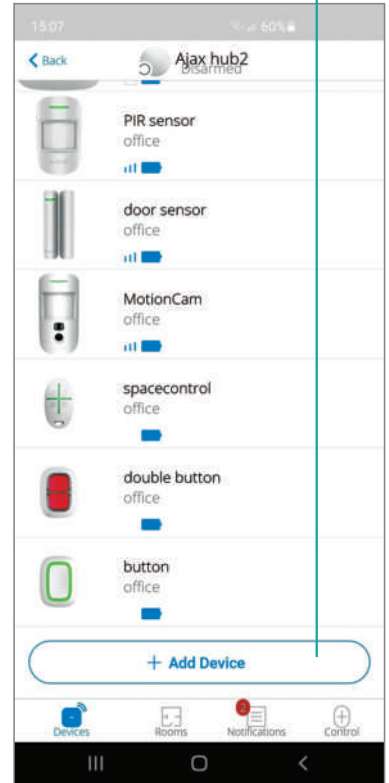 15:07 60%
Back Ajax hub2
Disarmed
PIR sensor
office
door sensor
office
MotionCam
office
spacecontrol
office
double button
office
button
office
+ Add Device
2
Devices Rooms Notifications Control